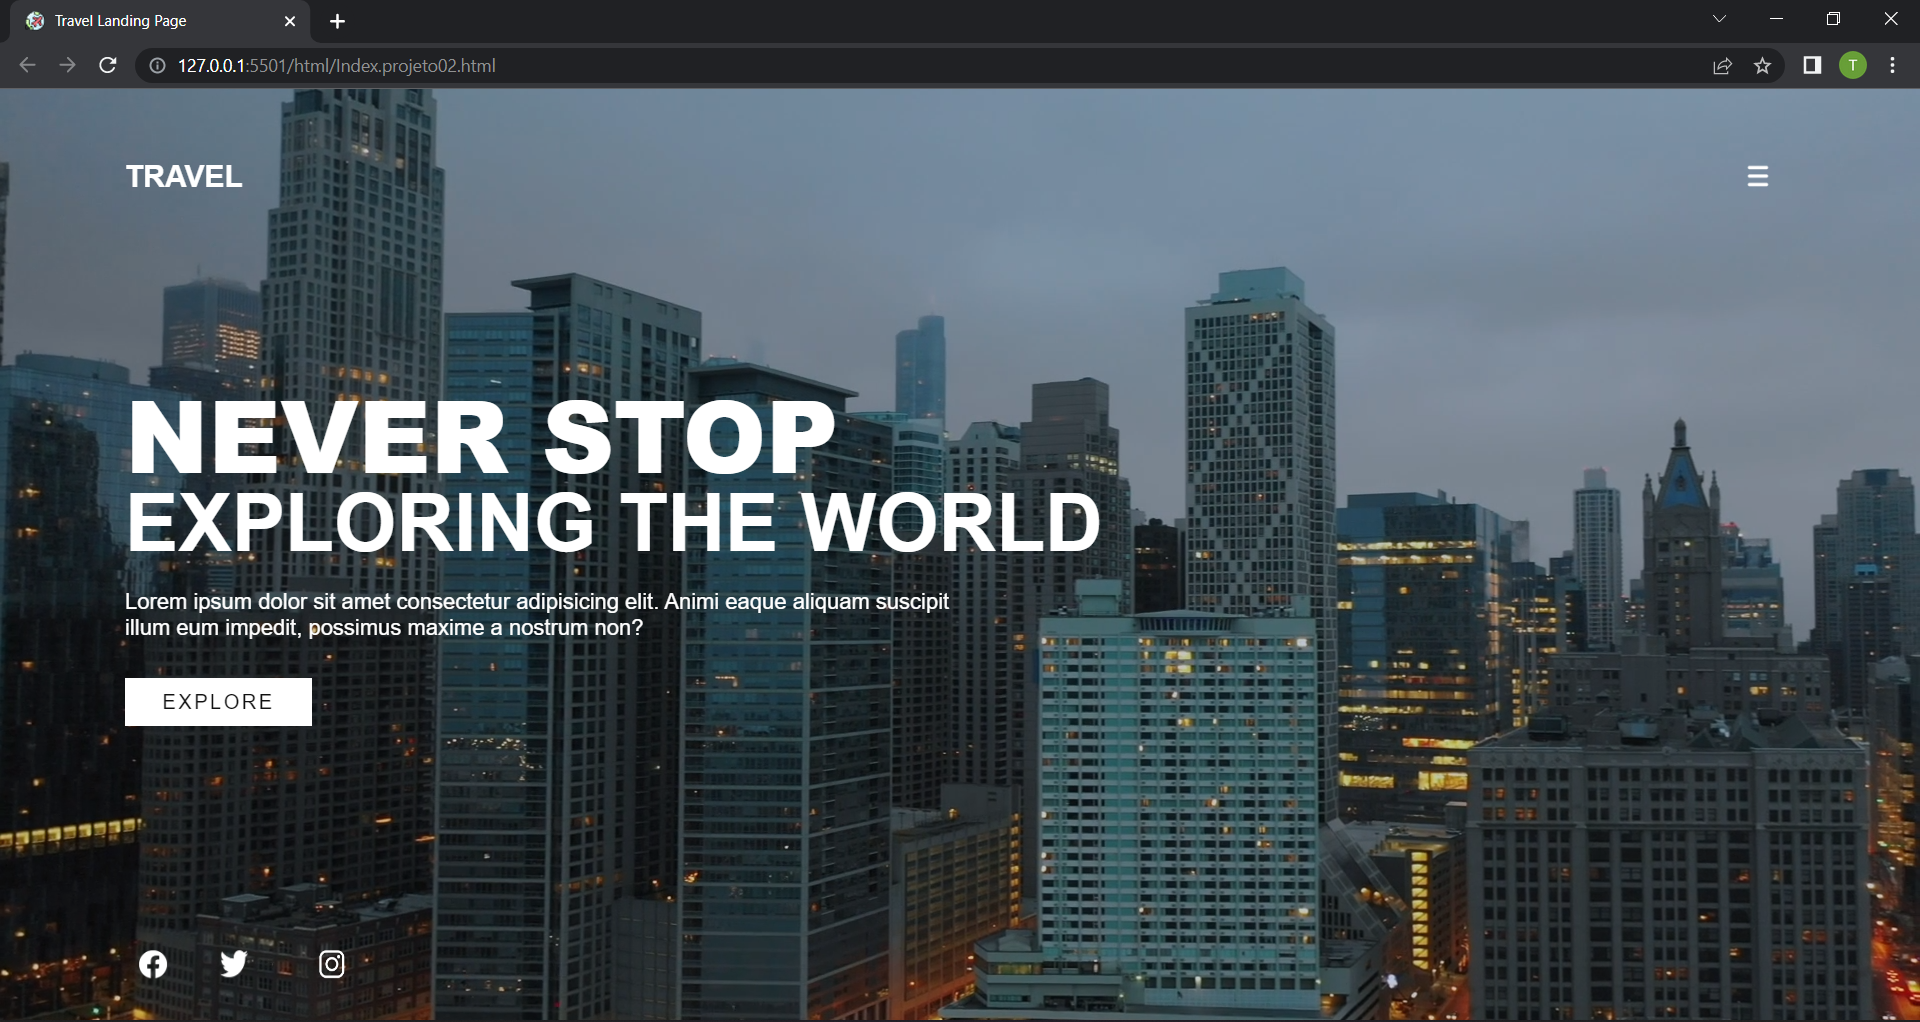 Travel Landing Page
127.0.0.1:5501/html/Index.projeto02.html
T
TRAVEL
NEVER STOP
EXPLORING THE WORLD
Lorem ipsum dolor sit amet consectetur adipisicing elit. Animi eaque aliquam suscipit
illum eum impedit, possimus maxime a nostrum non?
EXPLORE